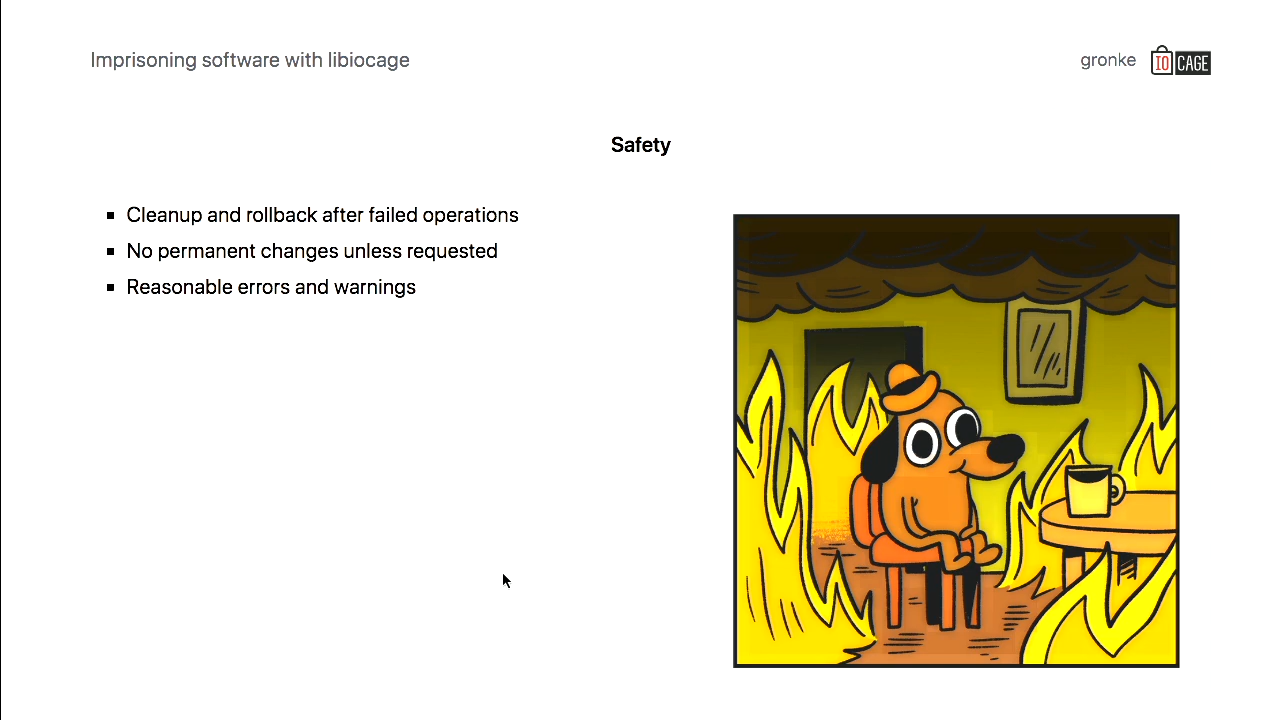 Imprisoning software with libiocage
gronke IO CAGE
Safety
Cleanup and rollback after failed operations
No permanent changes unless requested
Reasonable errors and warnings